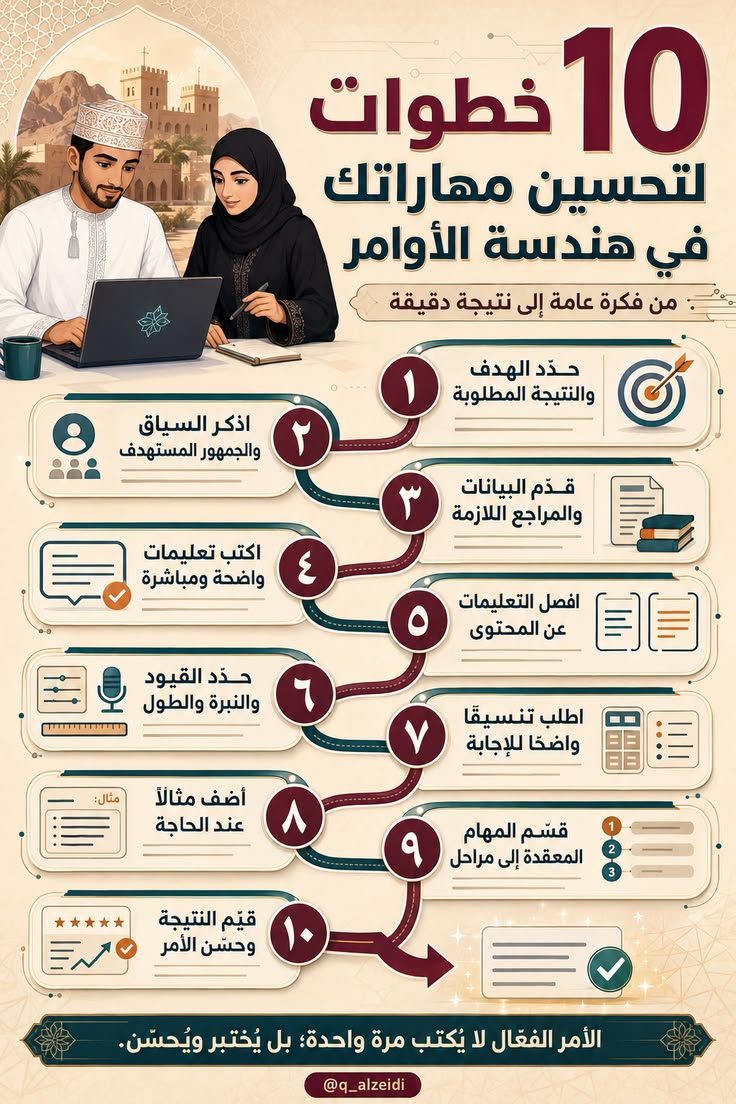 10 خطوات
لتحسين مهاراتك
في هندسة الأوامر
من فكرة عامة إلى نتيجة دقيقة
١
حـدّد الهدف
والنتيجة المطلوبة
٢
اذكر السياق
والجمهور المستهدف
٣
قـدّم البيانات
والمراجع اللازمة
٤
اكتب تعليمات
واضحة ومباشرة
٥
افصل التعليمات
عن المحتوى
٦
حـدّد القيود
والنبرة والطول
٧
اطلب تنسيقًا
واضحًا للإجابة
٨
أضف مثالًا
عند الحاجة
مثال:
٩
قسّم المهام
المعقدة إلى مراحل
1
2
3
١٠
قيّم النتيجة
وحسّن الأمر
الأمر الفعّال لا يُكتب مرة واحدة؛ بل يُختبر ويُحسّن.
@q_alzeidi